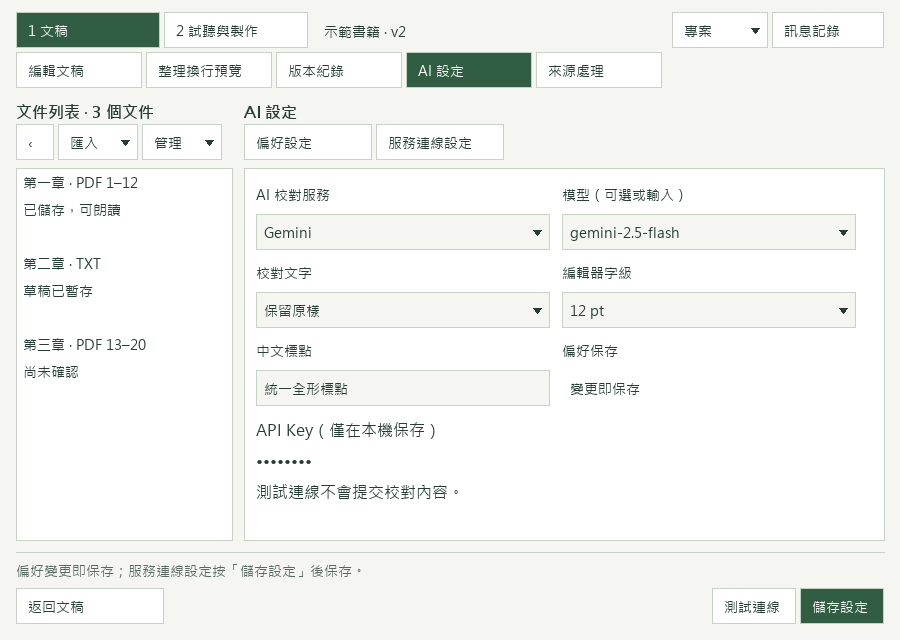 1 文稿
2 試聽與製作
示範書籍 · v2
專案
訊息記錄
編輯文稿
整理換行預覽
版本紀錄
AI 設定
來源處理
文件列表 · 3 個文件
AI 設定
‹
匯入
管理
偏好設定
服務連線設定
第一章 · PDF 1–12
已儲存，可朗讀
第二章 · TXT
草稿已暫存
第三章 · PDF 13–20
尚未確認
AI 校對服務
模型（可選或輸入）
Gemini
gemini-2.5-flash
校對文字
編輯器字級
保留原樣
12 pt
中文標點
偏好保存
統一全形標點
變更即保存
API Key（僅在本機保存）
••••••••
測試連線不會提交校對內容。
偏好變更即保存；服務連線設定按「儲存設定」後保存。
返回文稿
測試連線
儲存設定